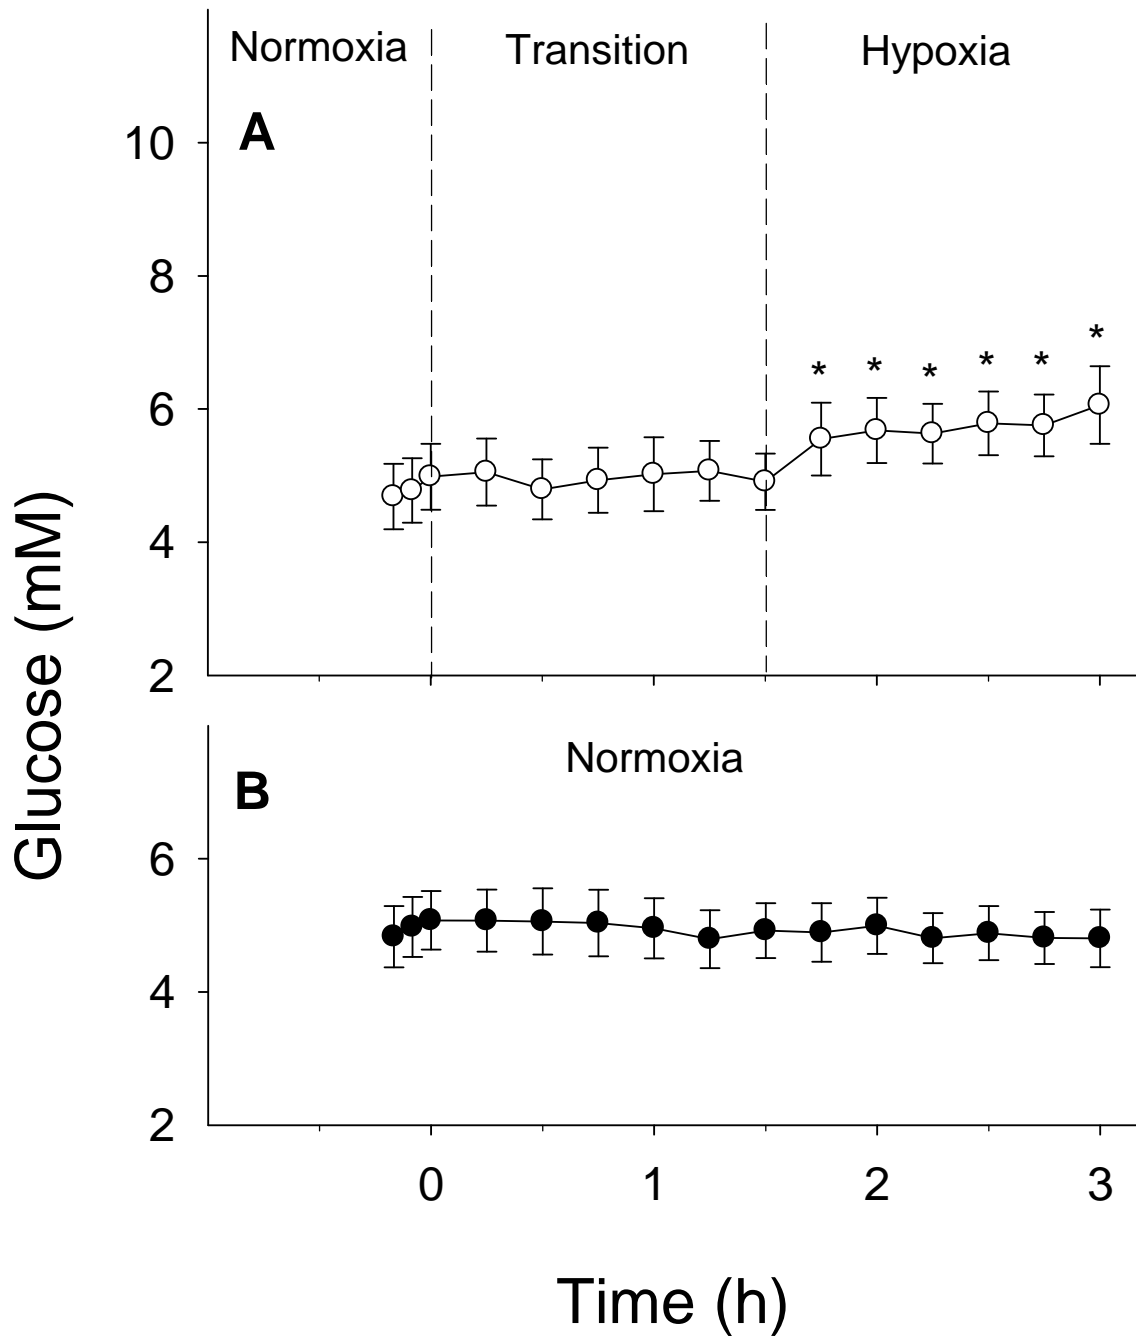 Normoxia Transition Hypoxia
A
10
8
6
4
2
* * * * * *
Glucose (mM)
Normoxia
B
6
4
2
0 1 2 3
Time (h)